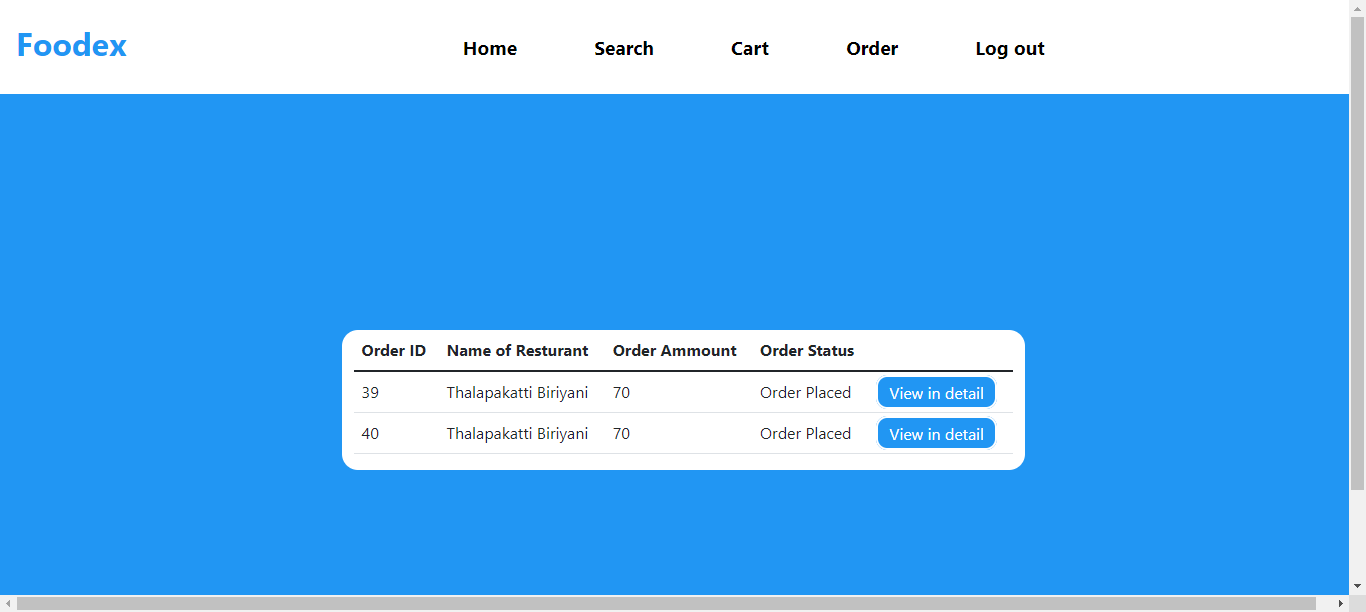 Foodex Home Search Cart Order Log out
Order ID Name of Resturant Order Ammount Order Status
39 Thalapakatti Biriyani 70 Order Placed View in detail
40 Thalapakatti Biriyani 70 Order Placed View in detail